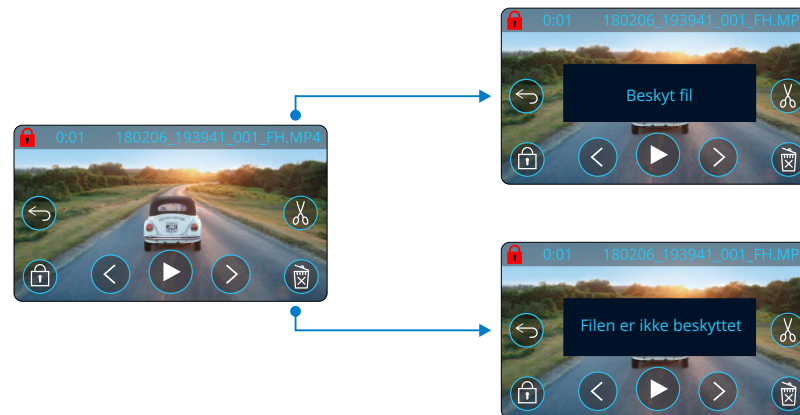 0:01 180206_193941_001_FH.MP4
0:01 180206_193941_001_FH.MP
Beskyt fil
0:01 180206_193941_001_FH.MP
Filen er ikke beskyttet